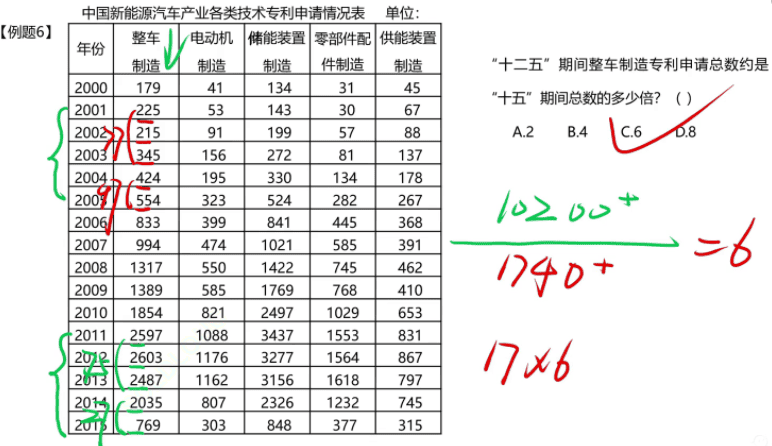 中国新能源汽车产业各类技术专利申请情况表 单位:
【例题6】
年份 整车制造 电动机制造 储能装置制造 零部件配件制造 供能装置制造
2000 179 41 134 31 45
2001 225 53 143 30 67
2002 215 91 199 57 88
2003 345 156 272 81 137
2004 424 195 330 134 178
2005 554 323 524 282 267
2006 833 399 841 445 368
2007 994 474 1021 585 391
2008 1317 550 1422 745 462
2009 1389 585 1769 768 410
2010 1854 821 2497 1029 653
2011 2597 1088 3437 1553 831
2012 2603 1176 3277 1564 867
2013 2487 1162 3156 1618 797
2014 2035 807 2326 1232 745
2015 769 303 848 377 315
“十二五”期间整车制造专利申请总数约是
“十五”期间总数的多少倍？（ ）
A.2 B.4 C.6 D.8
10200+
1740+
=6
17×6